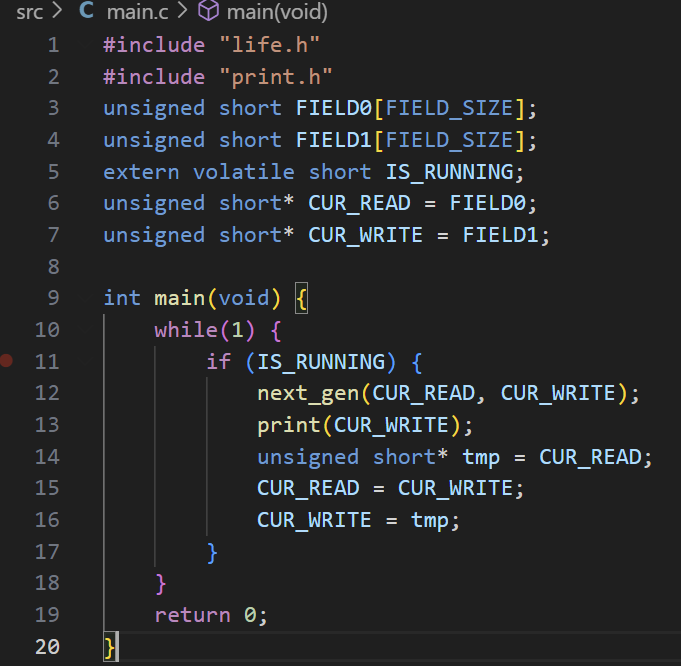 src > C main.c > main(void)
1 #include "life.h"
2 #include "print.h"
3 unsigned short FIELD0[FIELD_SIZE];
4 unsigned short FIELD1[FIELD_SIZE];
5 extern volatile short IS_RUNNING;
6 unsigned short* CUR_READ = FIELD0;
7 unsigned short* CUR_WRITE = FIELD1;
8
9 int main(void) {
10     while(1) {
11         if (IS_RUNNING) {
12             next_gen(CUR_READ, CUR_WRITE);
13             print(CUR_WRITE);
14             unsigned short* tmp = CUR_READ;
15             CUR_READ = CUR_WRITE;
16             CUR_WRITE = tmp;
17         }
18     }
19     return 0;
20 }